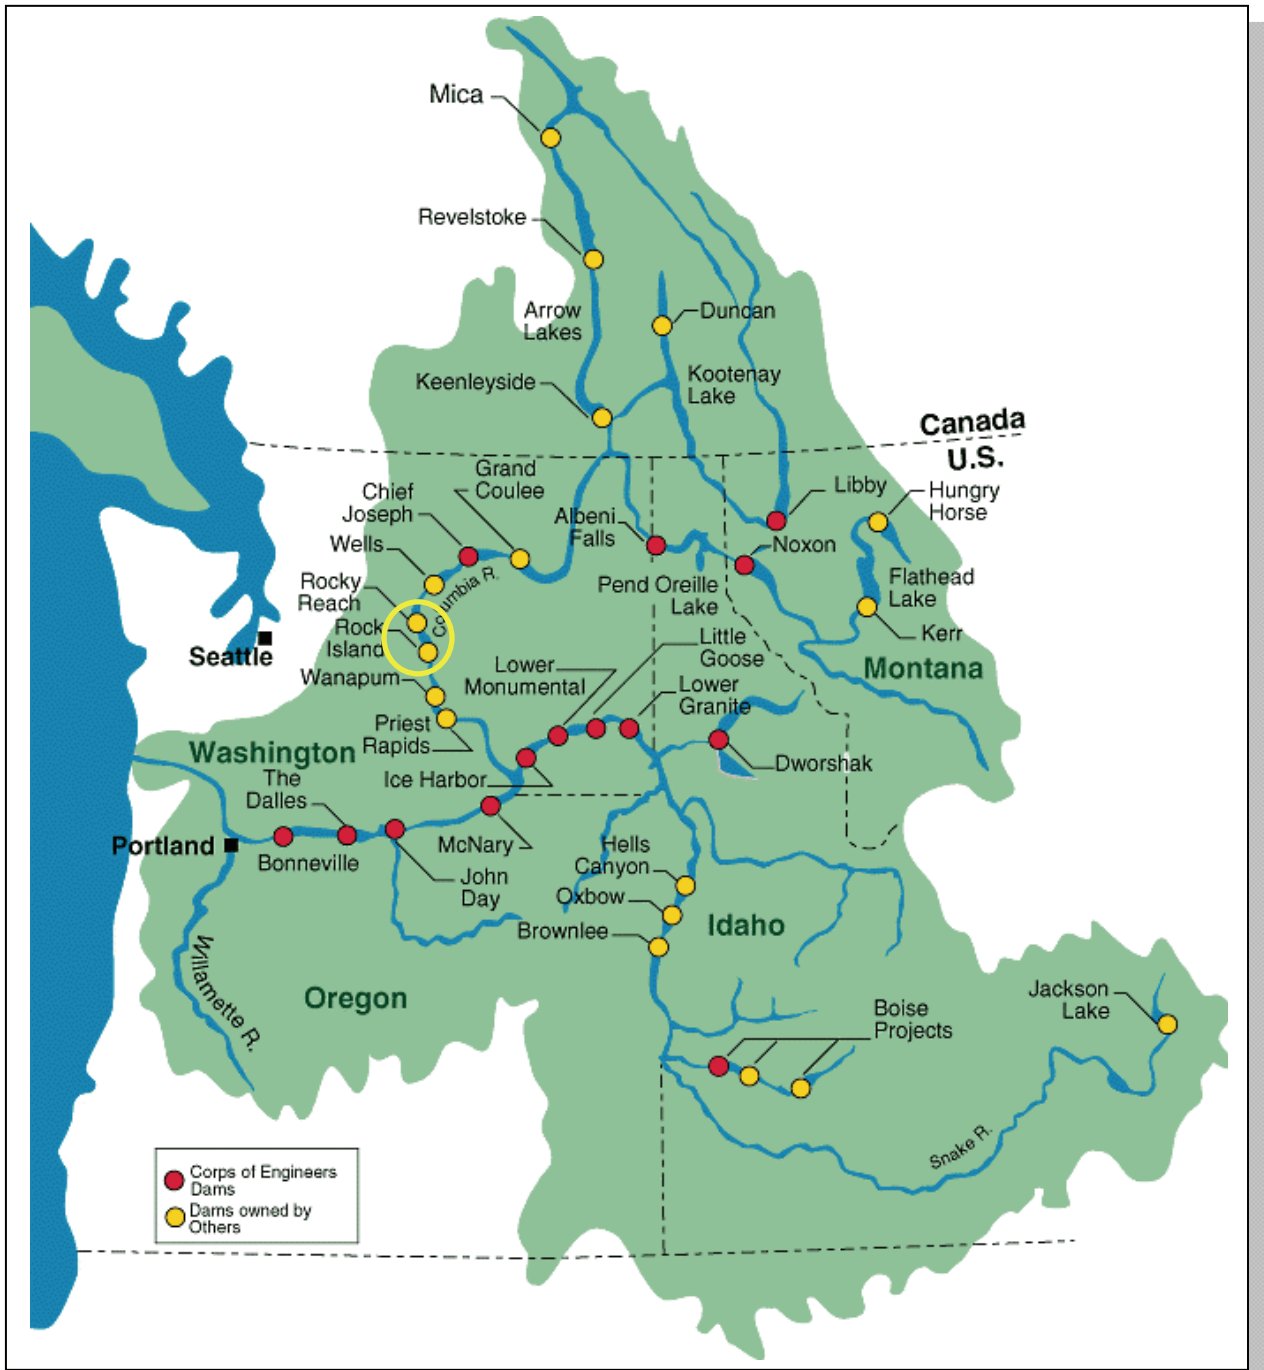 Mica
Revelstoke
Arrow
Lakes
Duncan
Keenleyside
Kootenay
Lake
Canada
U.S.
Grand
Coulee
Chief
Joseph
Libby
Hungry
Horse
Albeni
Falls
Wells
Noxon
Rocky
Reach
Columbia R.
Pend Oreille
Lake
Flathead
Lake
Rock
Island
Kerr
Seattle
Little
Goose
Lower
Monumental
Montana
Wanapum
Lower
Granite
Priest
Rapids
Washington
Ice Harbor
Dworshak
The
Dalles
Portland
Bonneville
McNary
Hells
Canyon
John
Day
Oxbow
Brownlee
Idaho
Willamette R.
Oregon
Jackson
Lake
Boise
Projects
Snake R.
Corps of Engineers
Dams
Dams owned by
Others